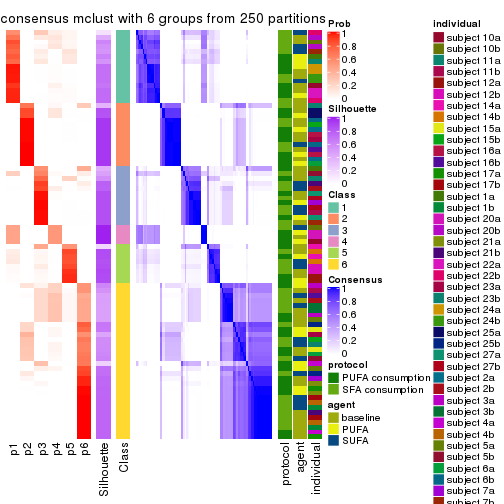 consensus mclust with 6 groups from 250 partitions
p1
p2
p3
p4
p5
p6
Silhouette
Class
protocol
agent
individual
Prob
1
0.8
0.6
0.4
0.2
0
Silhouette
1
0.8
0.6
0.4
0.2
0
Class
1
2
3
4
5
6
Consensus
1
0.8
0.6
0.4
0.2
0
protocol
PUFA consumption
SFA consumption
agent
baseline
PUFA
SUFA
individual
subject 10a
subject 10b
subject 11a
subject 11b
subject 12a
subject 12b
subject 14a
subject 14b
subject 15a
subject 15b
subject 16a
subject 16b
subject 17a
subject 17b
subject 1a
subject 1b
subject 20a
subject 20b
subject 21a
subject 21b
subject 22a
subject 22b
subject 23a
subject 23b
subject 24a
subject 24b
subject 25a
subject 25b
subject 27a
subject 27b
subject 2a
subject 2b
subject 3a
subject 3b
subject 4a
subject 4b
subject 5a
subject 5b
subject 6a
subject 6b
subject 7a
subject 7b